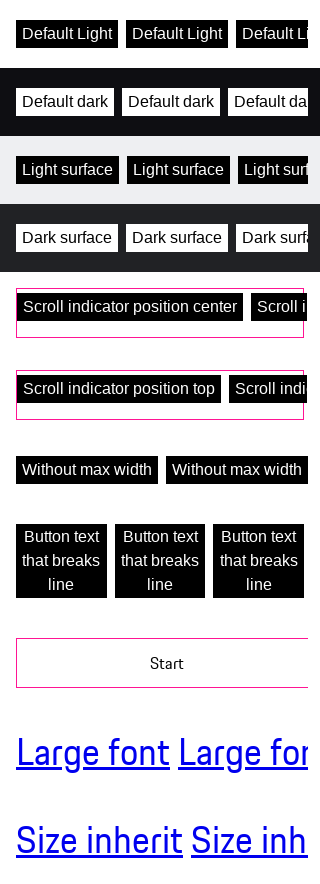 Default Light Default Light Default Li
Default dark Default dark Default da
Light surface Light surface Light surf
Dark surface Dark surface Dark surfa
Scroll indicator position center Scroll i
Scroll indicator position top Scroll indi
Without max width Without max width
Button text Button text Button text
that breaks that breaks that breaks
line line line
Start
Large font Large for
Size inherit Size inh